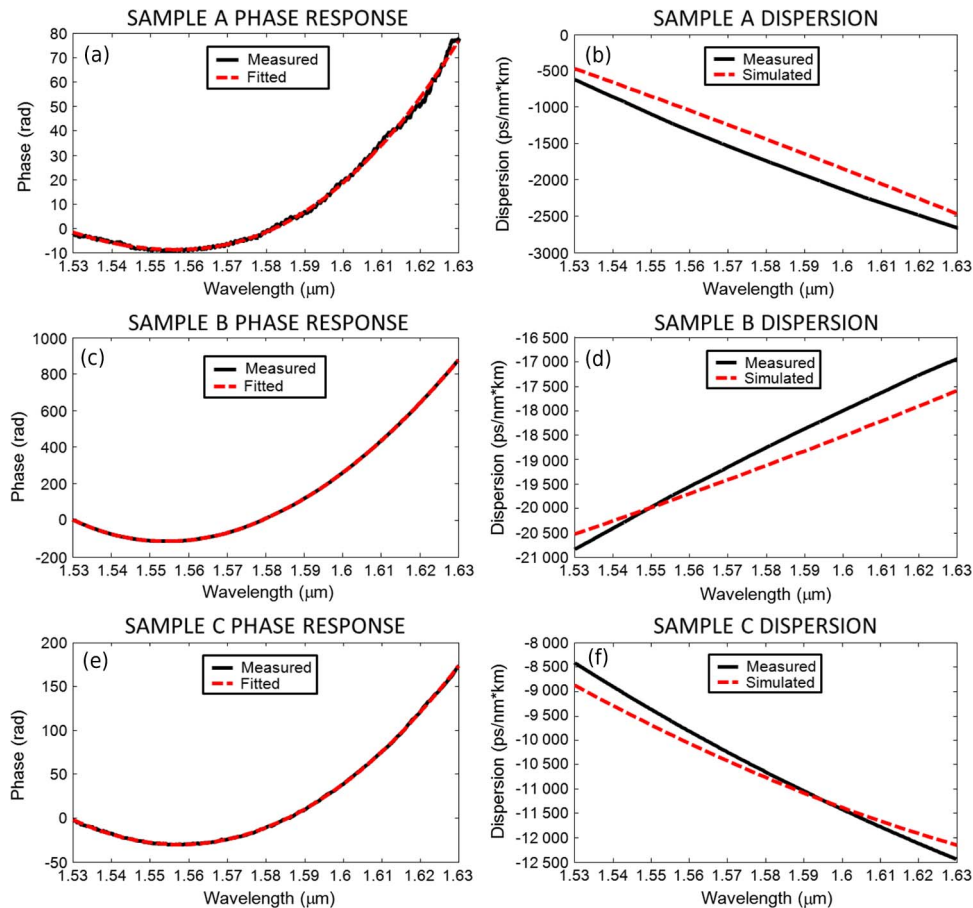 SAMPLE A PHASE RESPONSE
(a)
Measured
Fitted
Phase (rad)
80
70
60
50
40
30
20
10
0
-10
1.53 1.54 1.55 1.56 1.57 1.58 1.59 1.6 1.61 1.62 1.63
Wavelength (μm)
SAMPLE A DISPERSION
(b)
Measured
Simulated
Dispersion (ps/nm*km)
0
-500
-1000
-1500
-2000
-2500
-3000
1.53 1.54 1.55 1.56 1.57 1.58 1.59 1.6 1.61 1.62 1.63
Wavelength (μm)
SAMPLE B PHASE RESPONSE
(c)
Measured
Fitted
Phase (rad)
1000
800
600
400
200
0
-200
1.53 1.54 1.55 1.56 1.57 1.58 1.59 1.6 1.61 1.62 1.63
Wavelength (μm)
SAMPLE B DISPERSION
(d)
Measured
Simulated
Dispersion (ps/nm*km)
-16 500
-17 000
-17 500
-18 000
-18 500
-19 000
-19 500
-20 000
-20 500
-21 000
1.53 1.54 1.55 1.56 1.57 1.58 1.59 1.6 1.61 1.62 1.63
Wavelength (μm)
SAMPLE C PHASE RESPONSE
(e)
Measured
Fitted
Phase (rad)
200
150
100
50
0
-50
1.53 1.54 1.55 1.56 1.57 1.58 1.59 1.6 1.61 1.62 1.63
Wavelength (μm)
SAMPLE C DISPERSION
(f)
Measured
Simulated
Dispersion (ps/nm*km)
-8 000
-8 500
-9 000
-9 500
-10 000
-10 500
-11 000
-11 500
-12 000
-12 500
1.53 1.54 1.55 1.56 1.57 1.58 1.59 1.6 1.61 1.62 1.63
Wavelength (μm)